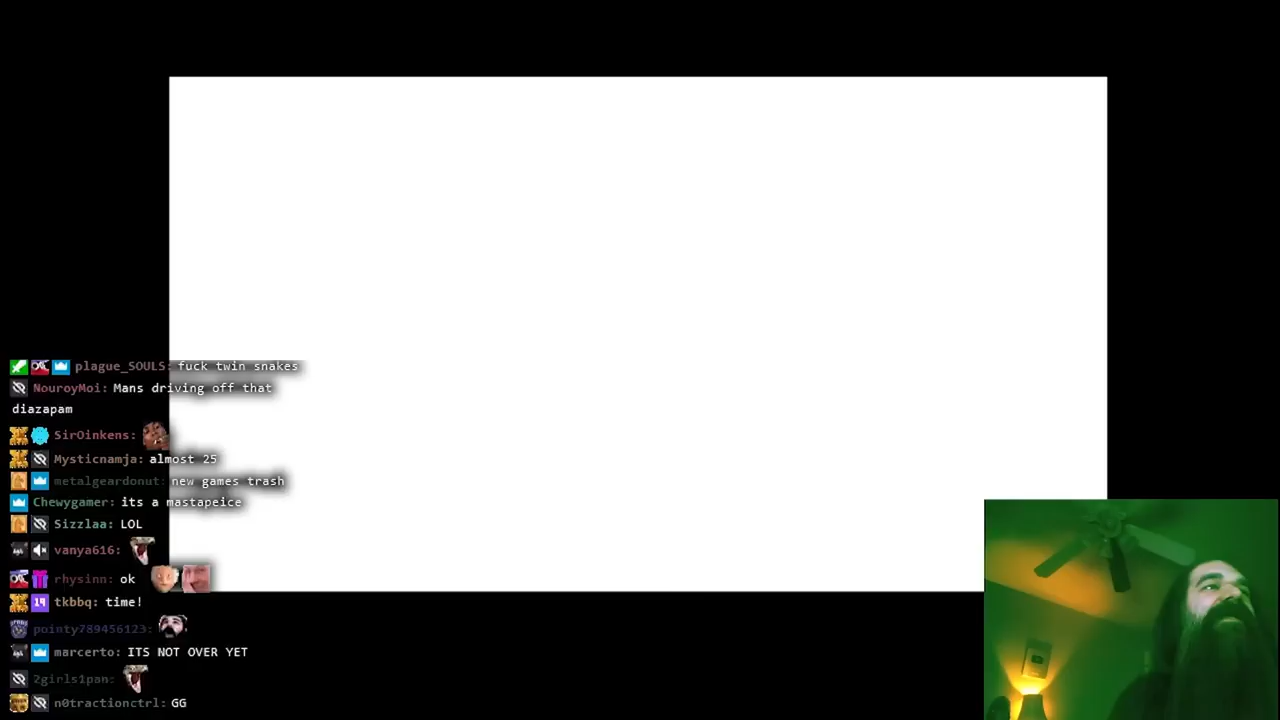 plague_SOULS: fuck twin snakes
NouroyMoi: Mans driving off that
diazapam
SirOinkens:
Mysticnamja: almost 25
metalgeardonut: new games trash
Chewygamer: its a mastapeice
Sizzlaa: LOL
vanya616:
rhysinn: ok
14 tkbbq: time!
pointy789456123:
marcerto: ITS NOT OVER YET
2girls1pan:
n0tractionctrl: GG